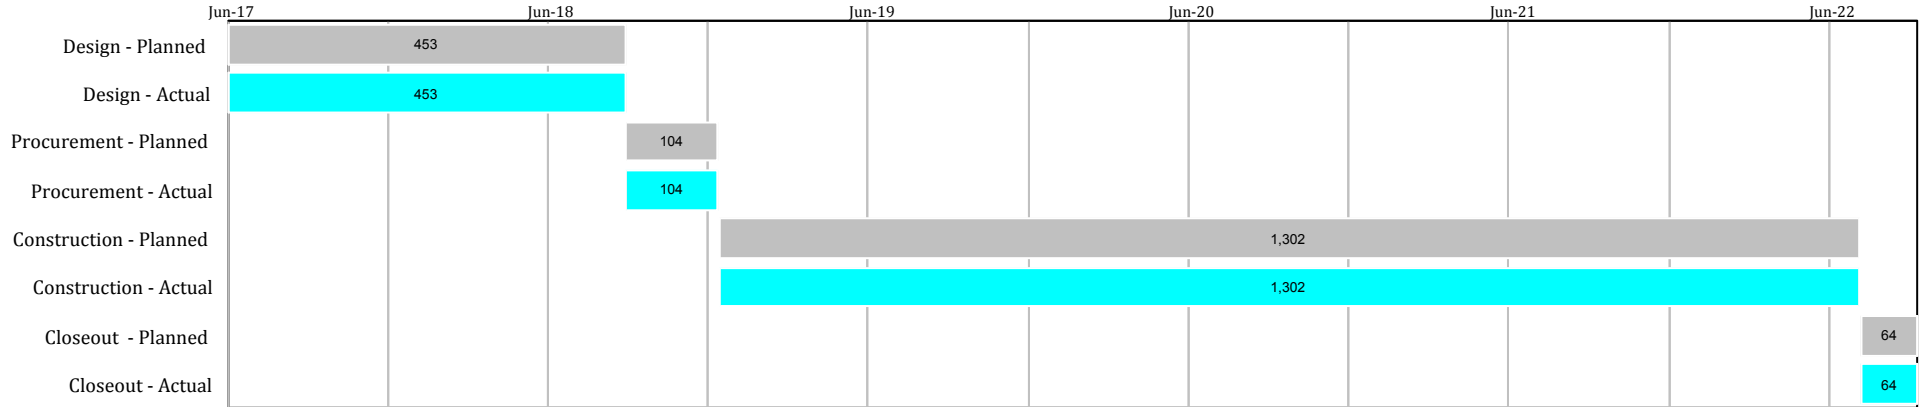 Jun-17 Jun-18 Jun-19 Jun-20 Jun-21 Jun-22
Design - Planned 453
Design - Actual 453
Procurement - Planned 104
Procurement - Actual 104
Construction - Planned 1,302
Construction - Actual 1,302
Closeout  - Planned 64
Closeout - Actual 64